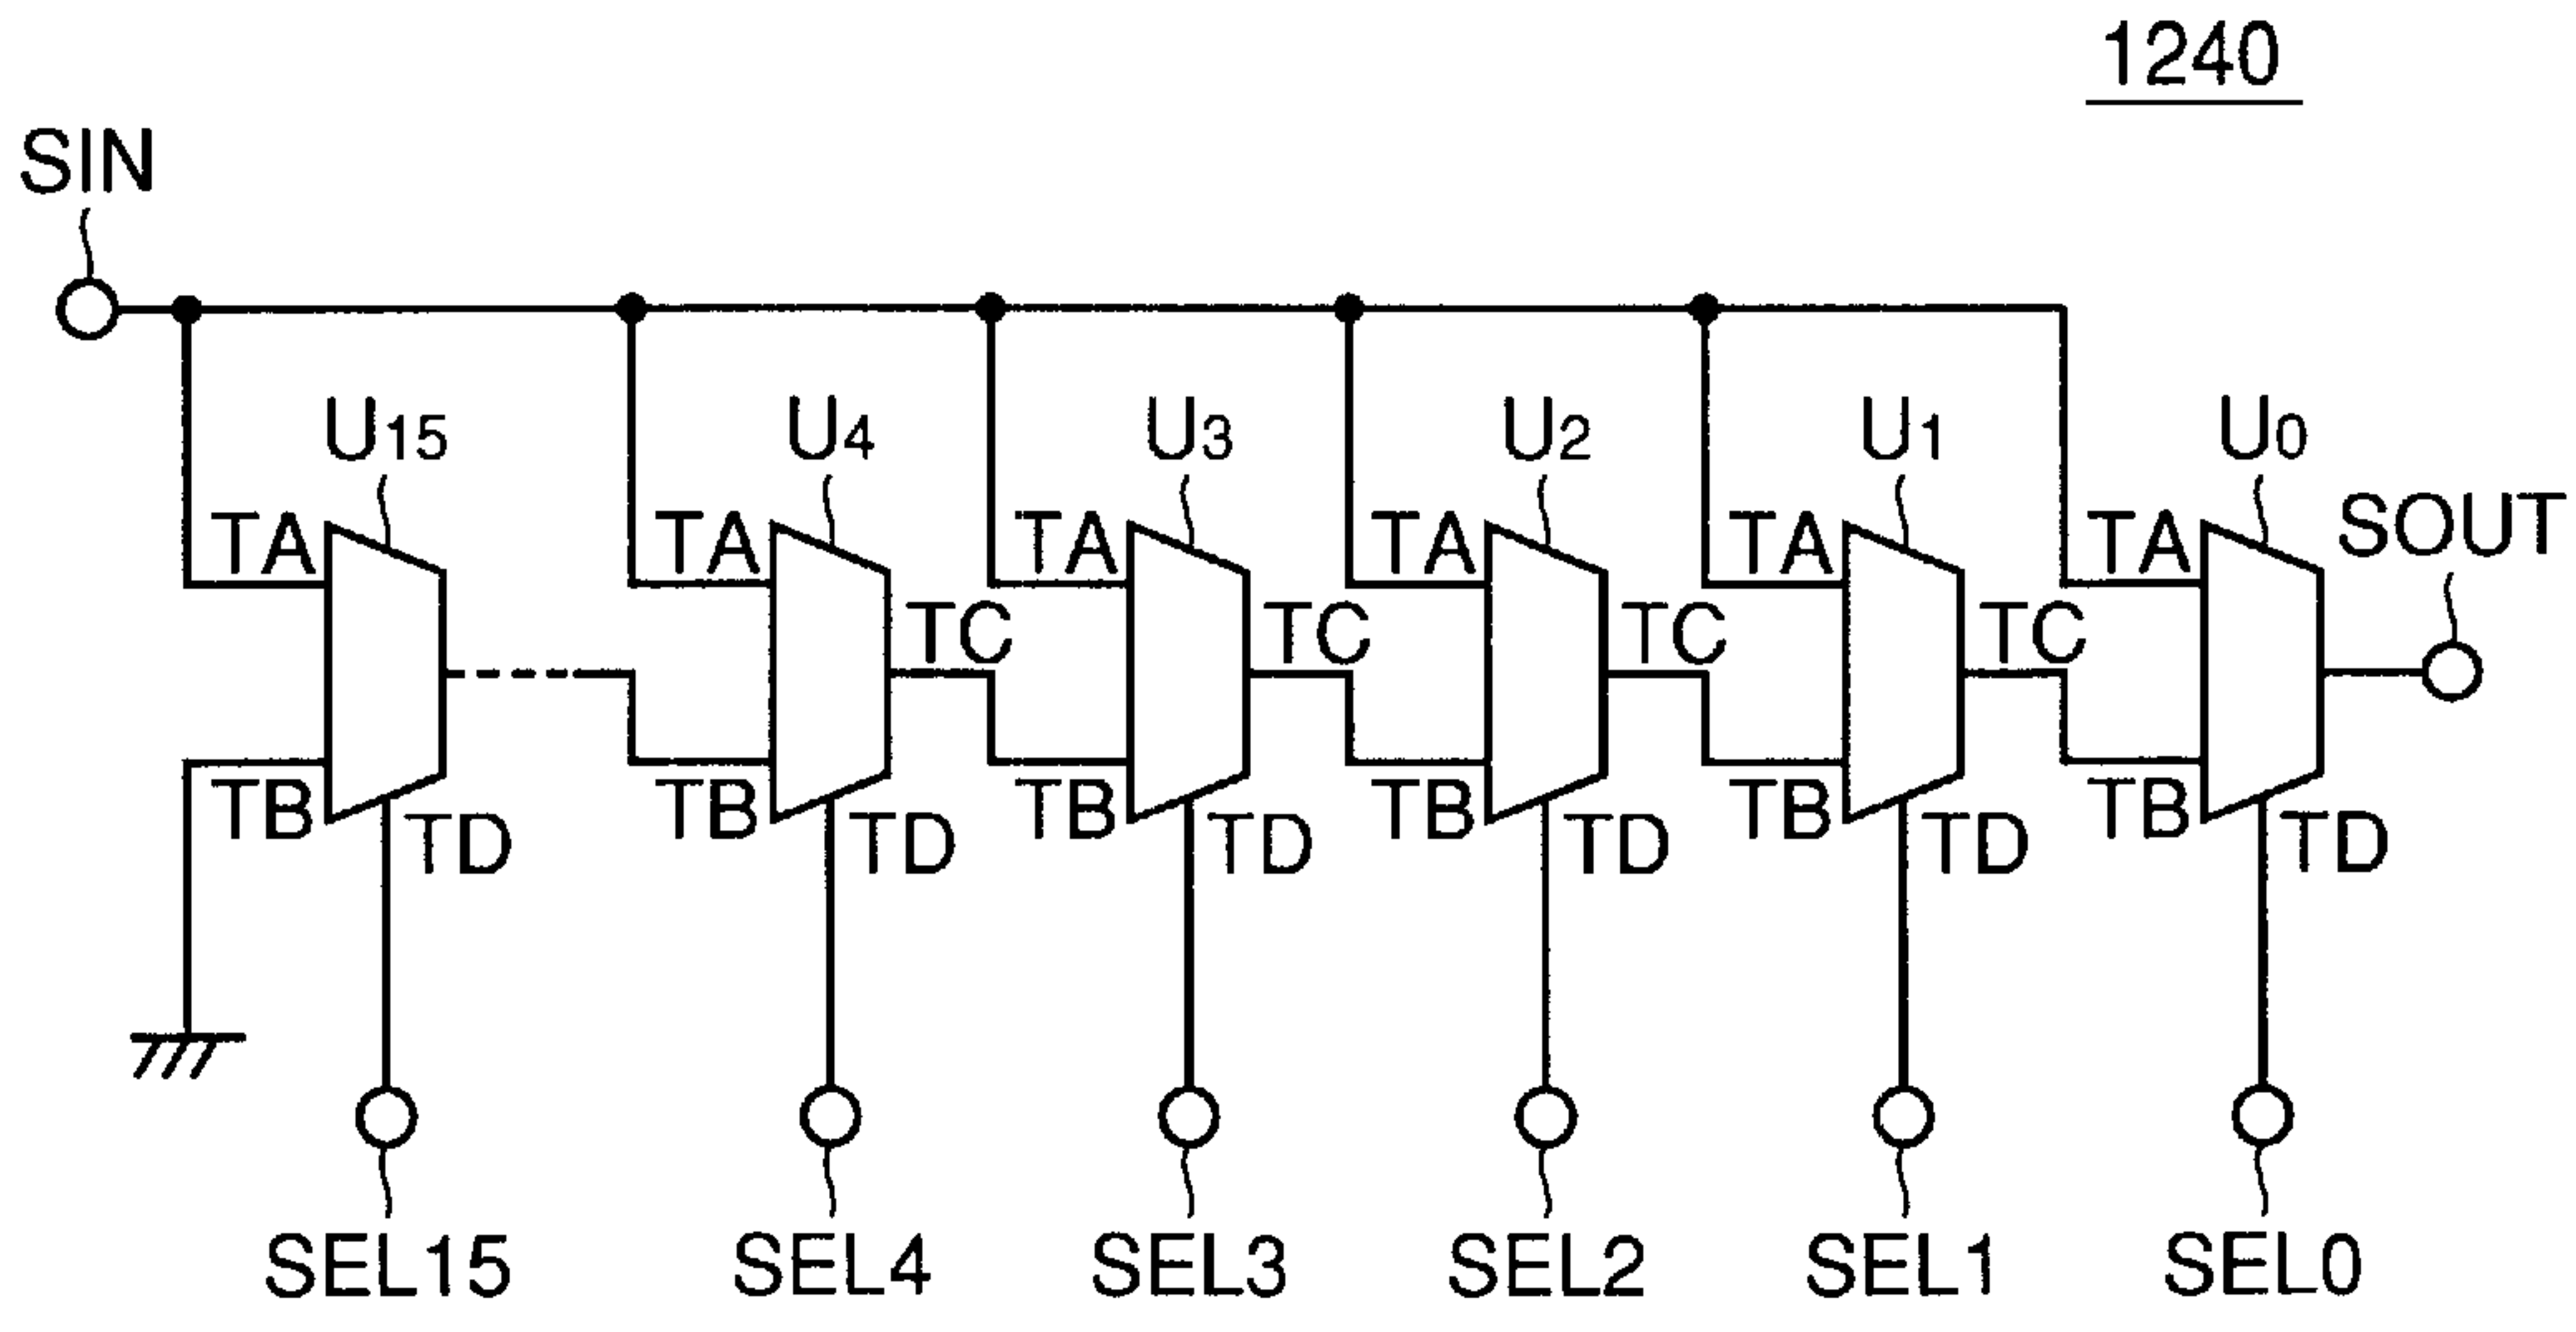 1240
SIN
U15 U4 U3 U2 U1 U0
SOUT
TA TA TA TA TA TA
TC TC TC TC
TB TB TB TB TB TB
TD TD TD TD TD TD
SEL15 SEL4 SEL3 SEL2 SEL1 SEL0